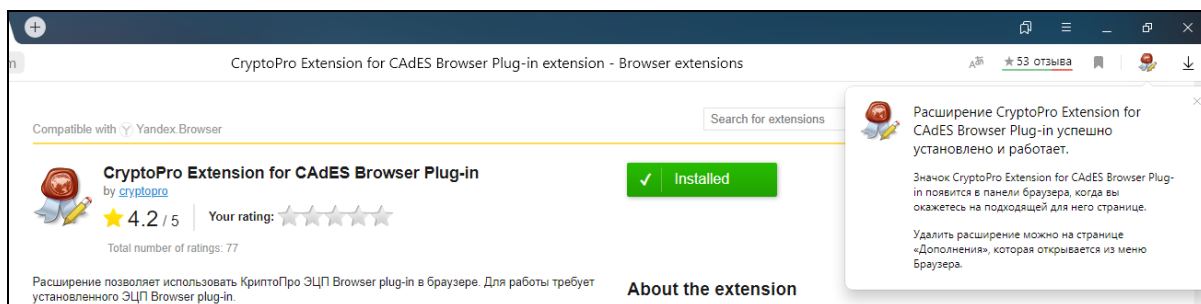 CryptoPro Extension for CAdES Browser Plug-in extension - Browser extensions
53 отзыва
Compatible with Yandex.Browser
Search for extensions
CryptoPro Extension for CAdES Browser Plug-in
by cryptopro
4.2 / 5
Your rating:
Total number of ratings: 77
Installed
Расширение позволяет использовать КриптоПро ЭЦП Browser plug-in в браузере. Для работы требует
установленного ЭЦП Browser plug-in.
About the extension
Расширение CryptoPro Extension for
CAdES Browser Plug-in успешно
установлено и работает.
Значок CryptoPro Extension for CAdES Browser Plug-
in появится в панели браузера, когда вы
окажетесь на подходящей для него странице.
Удалить расширение можно на странице
«Дополнения», которая открывается из меню
Браузера.